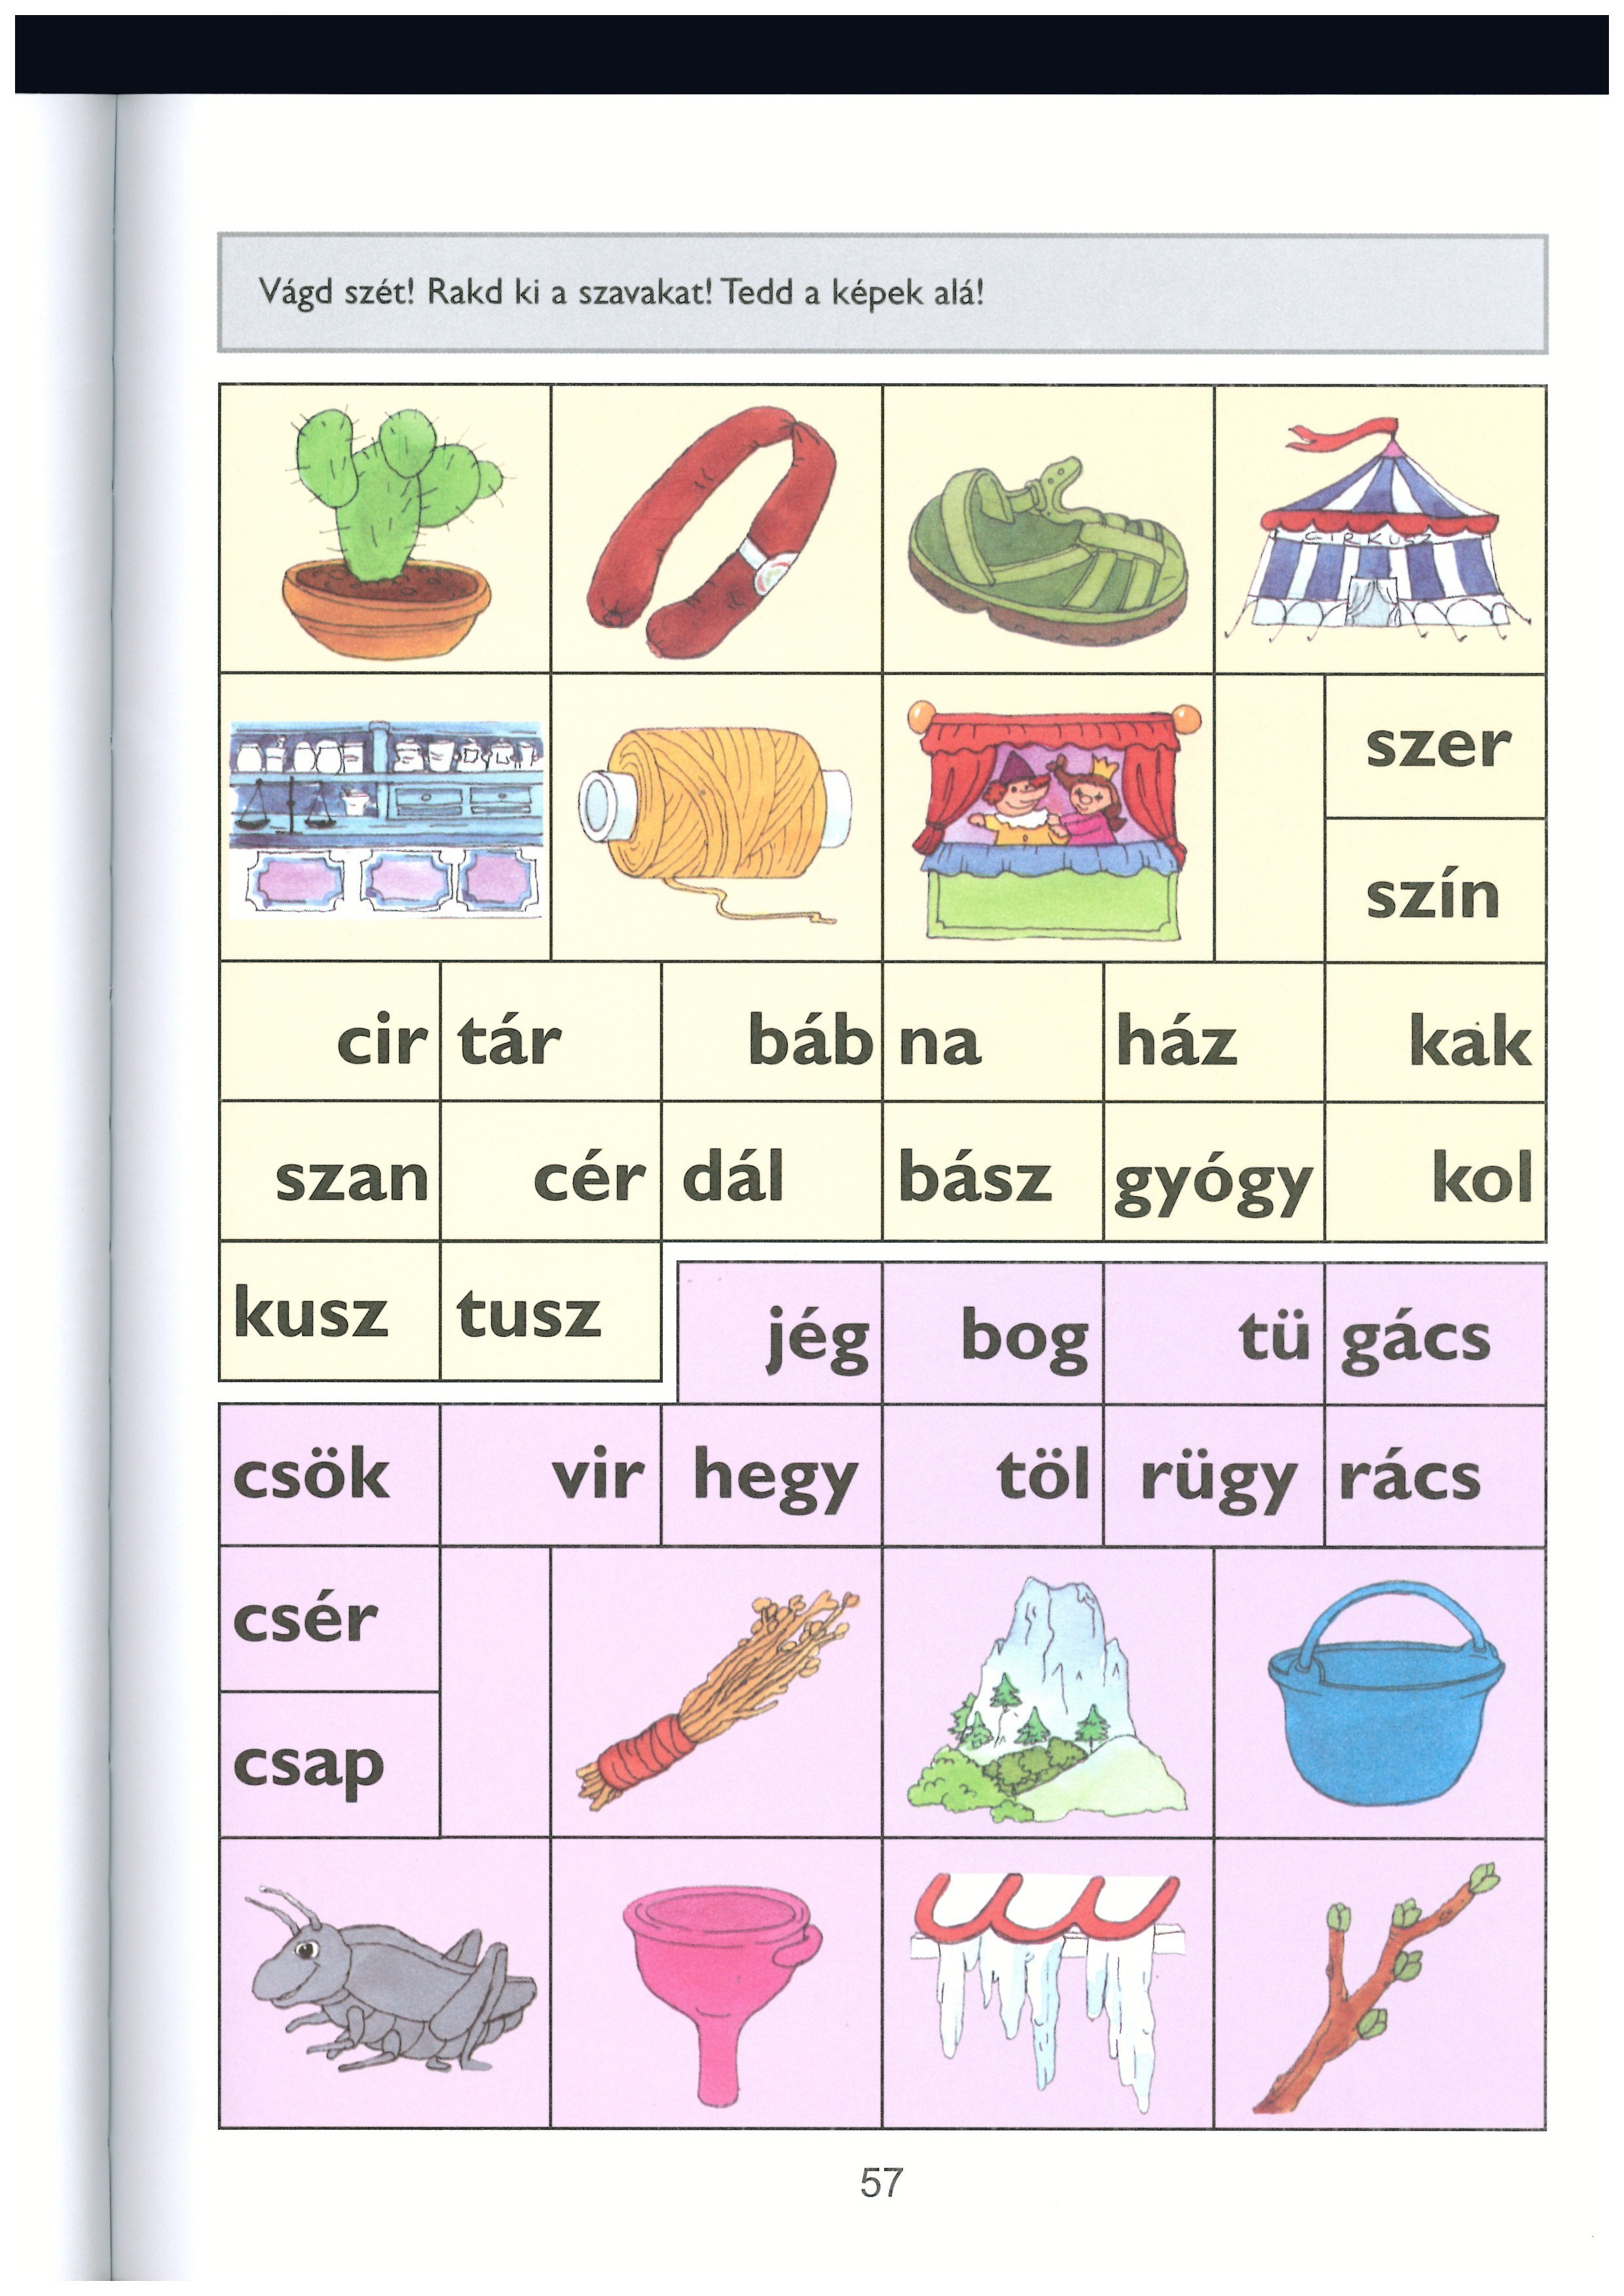 Vágd szét! Rakd ki a szavakat! Tedd a képek alá!
CIRKUSZ
szer
szín
cir tár báb na ház kak
szan cér dál bász gyógy kol
kusz tusz
jég bog tü gács
csök vir hegy töl rügy rács
csér
csap
57